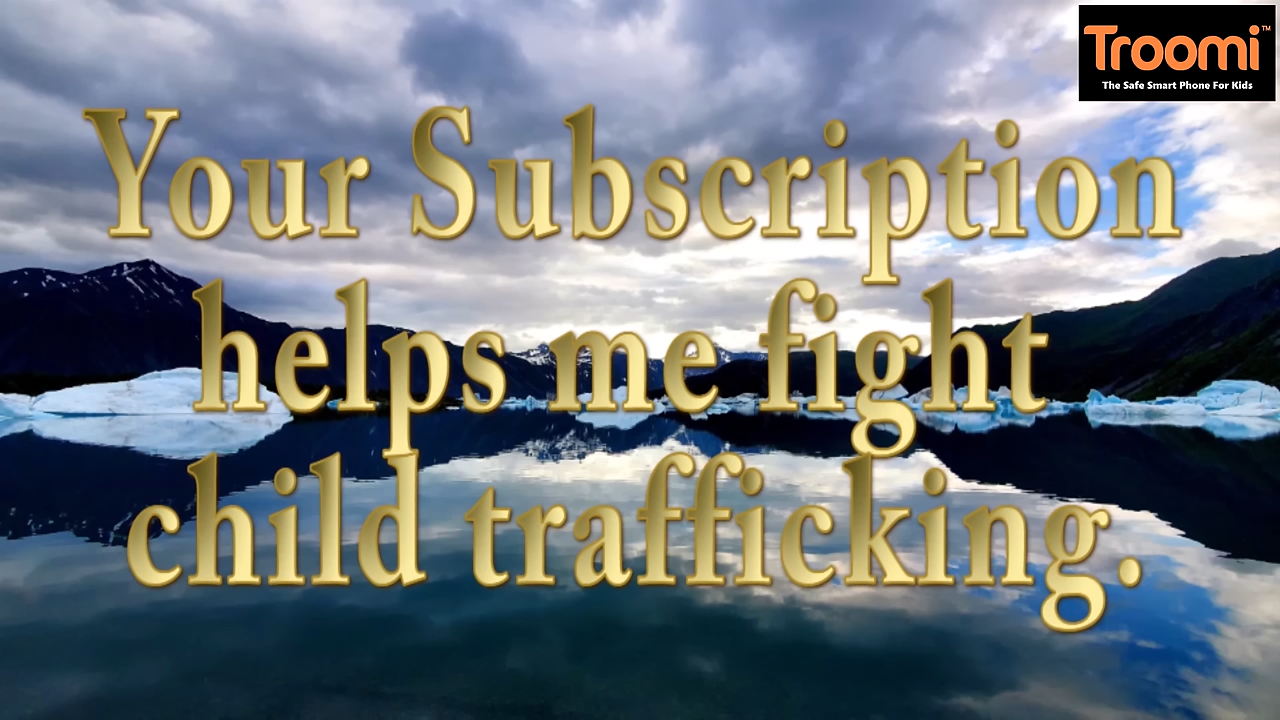 Troomi™
The Safe Smart Phone For Kids
Your Subscription
helps me fight
child trafficking.